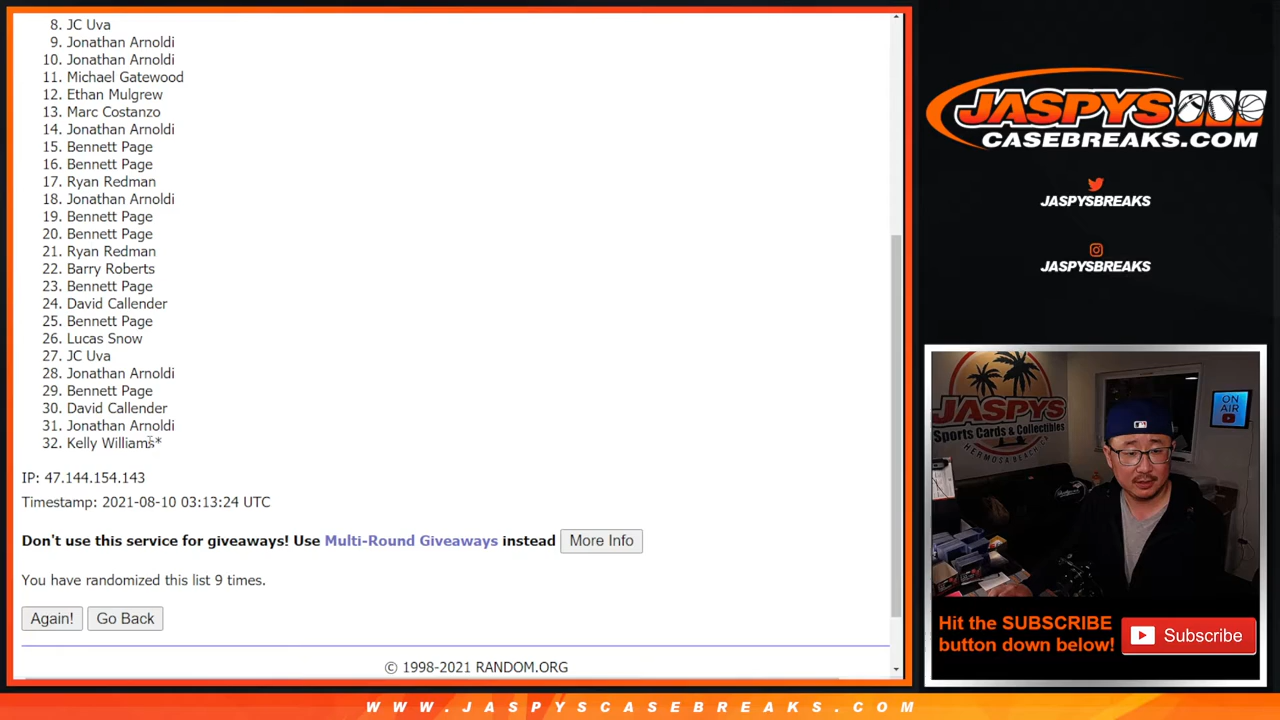 8. JC Uva
9. Jonathan Arnoldi
10. Jonathan Arnoldi
11. Michael Gatewood
12. Ethan Mulgrew
13. Marc Costanzo
14. Jonathan Arnoldi
15. Bennett Page
16. Bennett Page
17. Ryan Redman
18. Jonathan Arnoldi
19. Bennett Page
20. Bennett Page
21. Ryan Redman
22. Barry Roberts
23. Bennett Page
24. David Callender
25. Bennett Page
26. Lucas Snow
27. JC Uva
28. Jonathan Arnoldi
29. Bennett Page
30. David Callender
31. Jonathan Arnoldi
32. Kelly Williams*
IP: 47.144.154.143
Timestamp: 2021-08-10 03:13:24 UTC
Don't use this service for giveaways! Use Multi-Round Giveaways instead More Info
You have randomized this list 9 times.
Again! Go Back
© 1998-2021 RANDOM.ORG
JASPYS
CASEBREAKS.COM
JASPYSBREAKS
JASPYSBREAKS
JASPYS
Sports Cards & Collectibles
HERMOSA BEACH CA
ON AIR
Hit the SUBSCRIBE
button down below!
Subscribe
WWW.JASPYSCASEBREAKS.COM